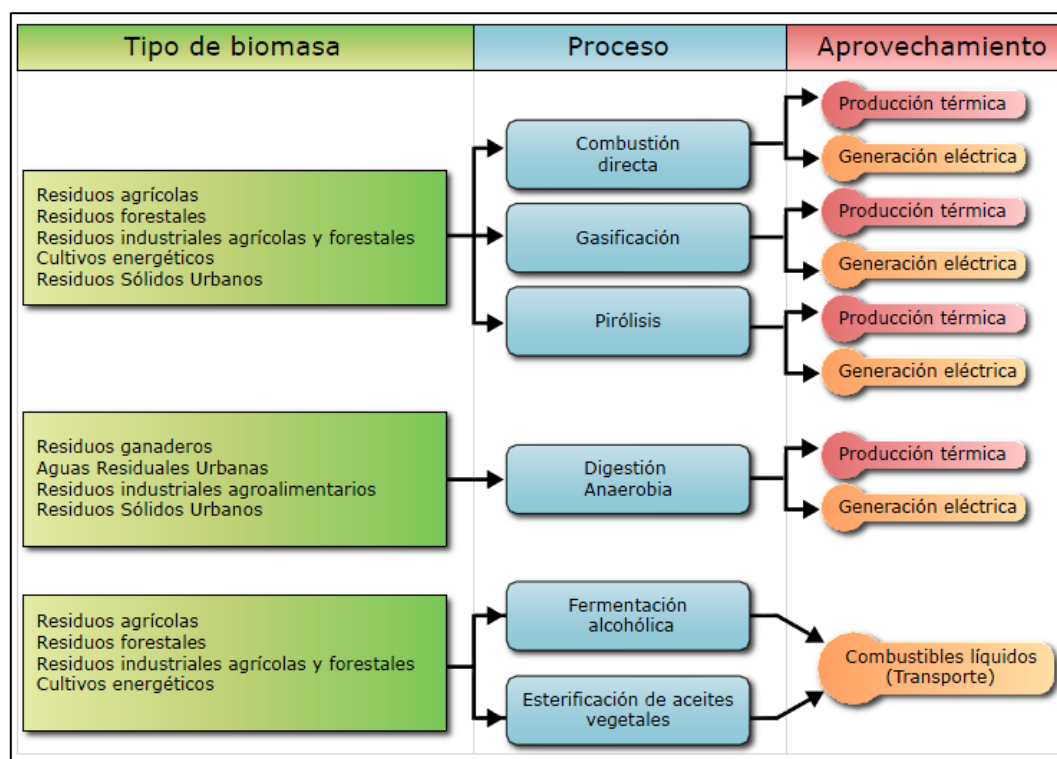 Tipo de biomasa
Proceso
Aprovechamiento
Residuos agrícolas
Residuos forestales
Residuos industriales agrícolas y forestales
Cultivos energéticos
Residuos Sólidos Urbanos
Combustión
directa
Producción térmica
Generación eléctrica
Gasificación
Producción térmica
Generación eléctrica
Pirólisis
Producción térmica
Generación eléctrica
Residuos ganaderos
Aguas Residuales Urbanas
Residuos industriales agroalimentarios
Residuos Sólidos Urbanos
Digestión
Anaerobia
Producción térmica
Generación eléctrica
Residuos agrícolas
Residuos forestales
Residuos industriales agrícolas y forestales
Cultivos energéticos
Fermentación
alcohólica
Esterificación de aceites
vegetales
Combustibles líquidos
(Transporte)